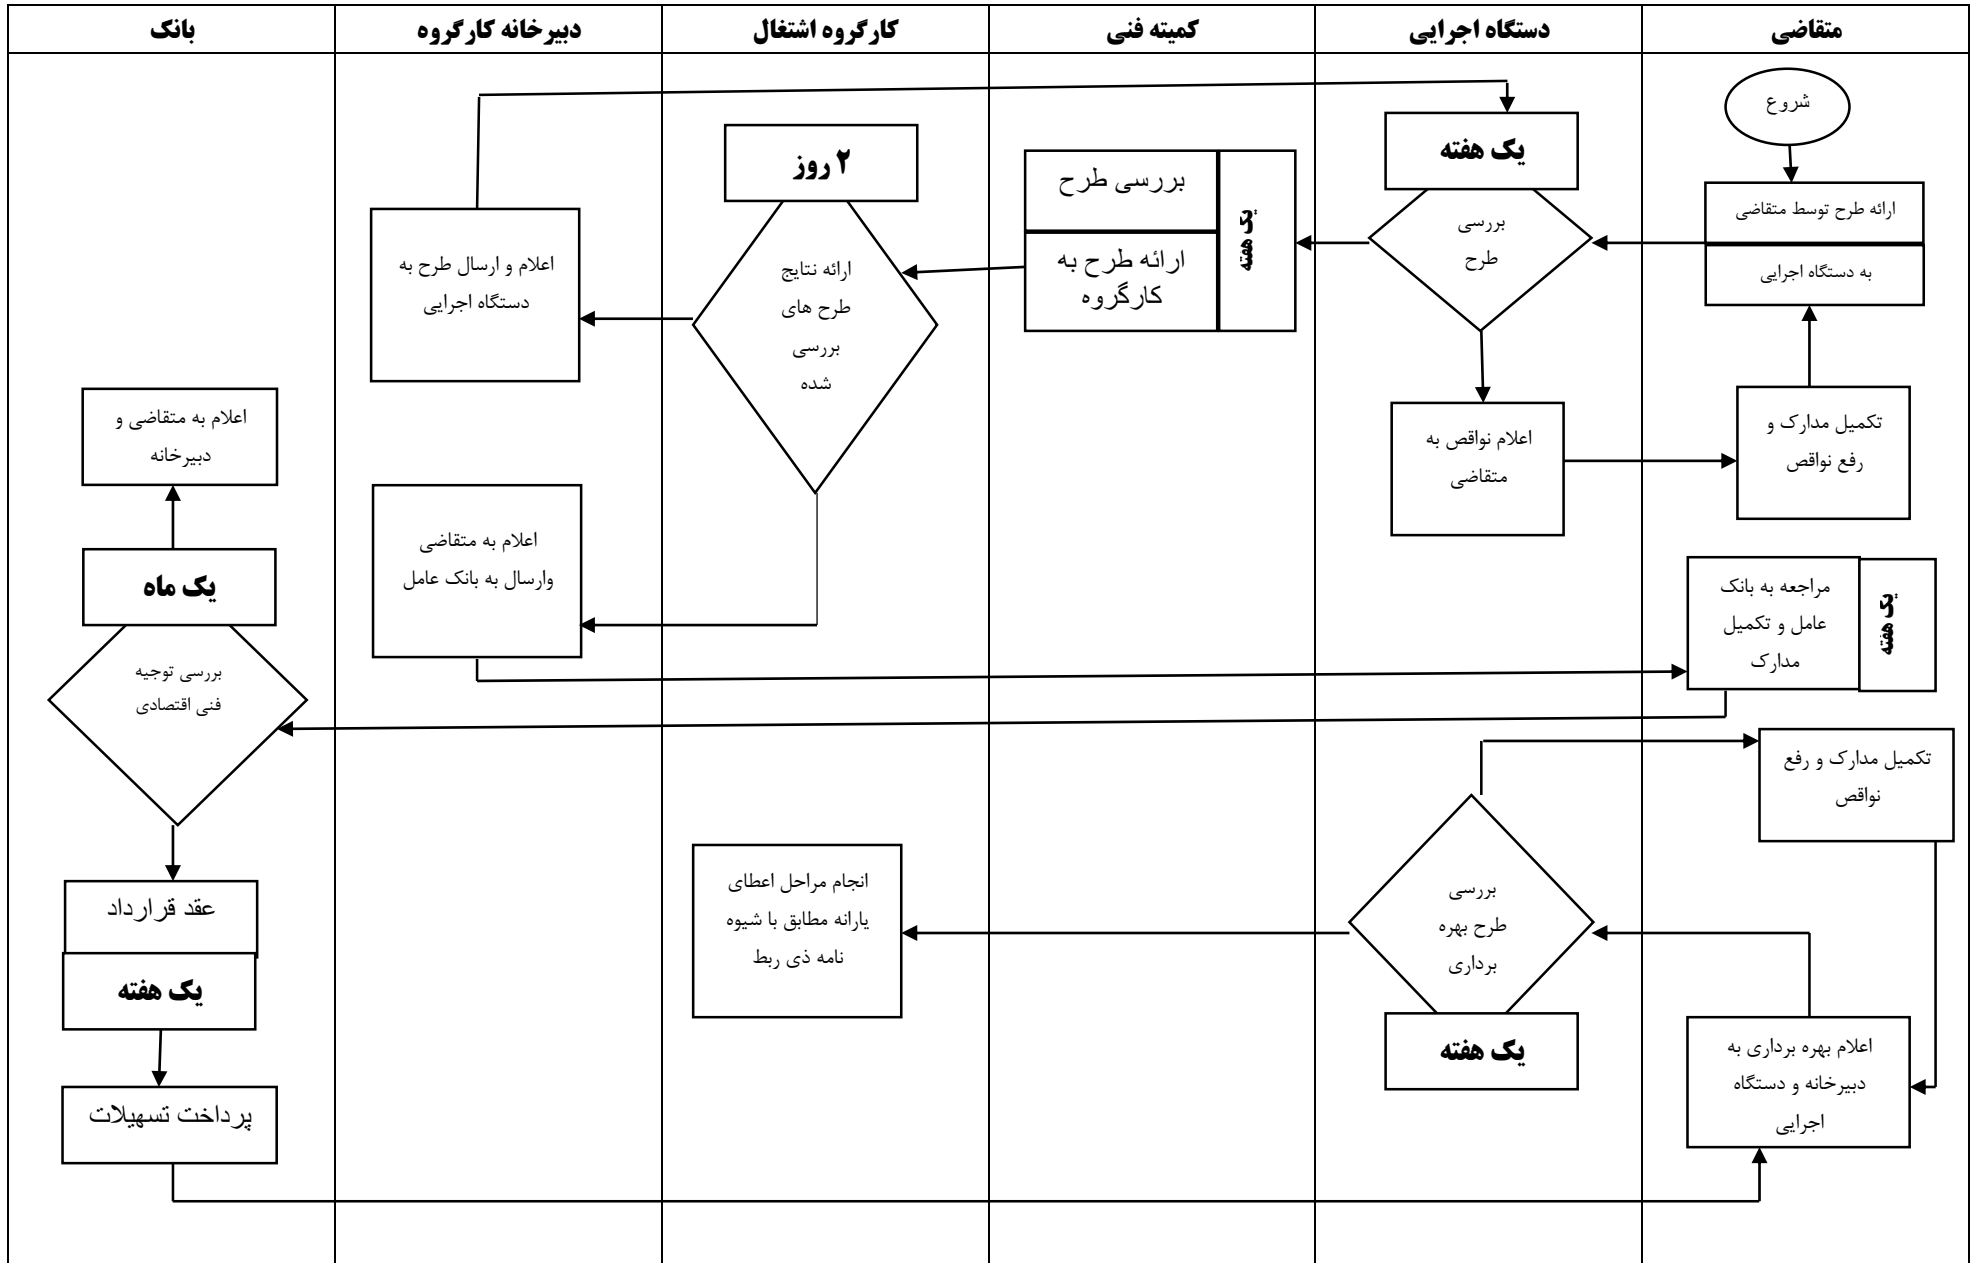 متقاضی
دستگاه اجرایی
کمیته فنی
کارگروه اشتغال
دبیرخانه کارگروه
بانک
شروع
ارائه طرح توسط متقاضی
به دستگاه اجرایی
تکمیل مدارک و
رفع نواقص
مراجعه به بانک
عامل و تکمیل
مدارک
یک هفته
تکمیل مدارک و رفع
نواقص
اعلام بهره برداری به
دبیرخانه و دستگاه
اجرایی
یک هفته
بررسی
طرح
اعلام نواقص به
متقاضی
بررسی
طرح بهره
برداری
یک هفته
یک هفته
بررسی طرح
ارائه طرح به
کارگروه
۲ روز
ارائه نتایج
طرح های
بررسی
شده
انجام مراحل اعطای
یارانه مطابق با شیوه
نامه ذی ربط
اعلام و ارسال طرح به
دستگاه اجرایی
اعلام به متقاضی
وارسال به بانک عامل
اعلام به متقاضی و
دبیرخانه
یک ماه
بررسی توجیه
فنی اقتصادی
عقد قرارداد
یک هفته
پرداخت تسهیلات